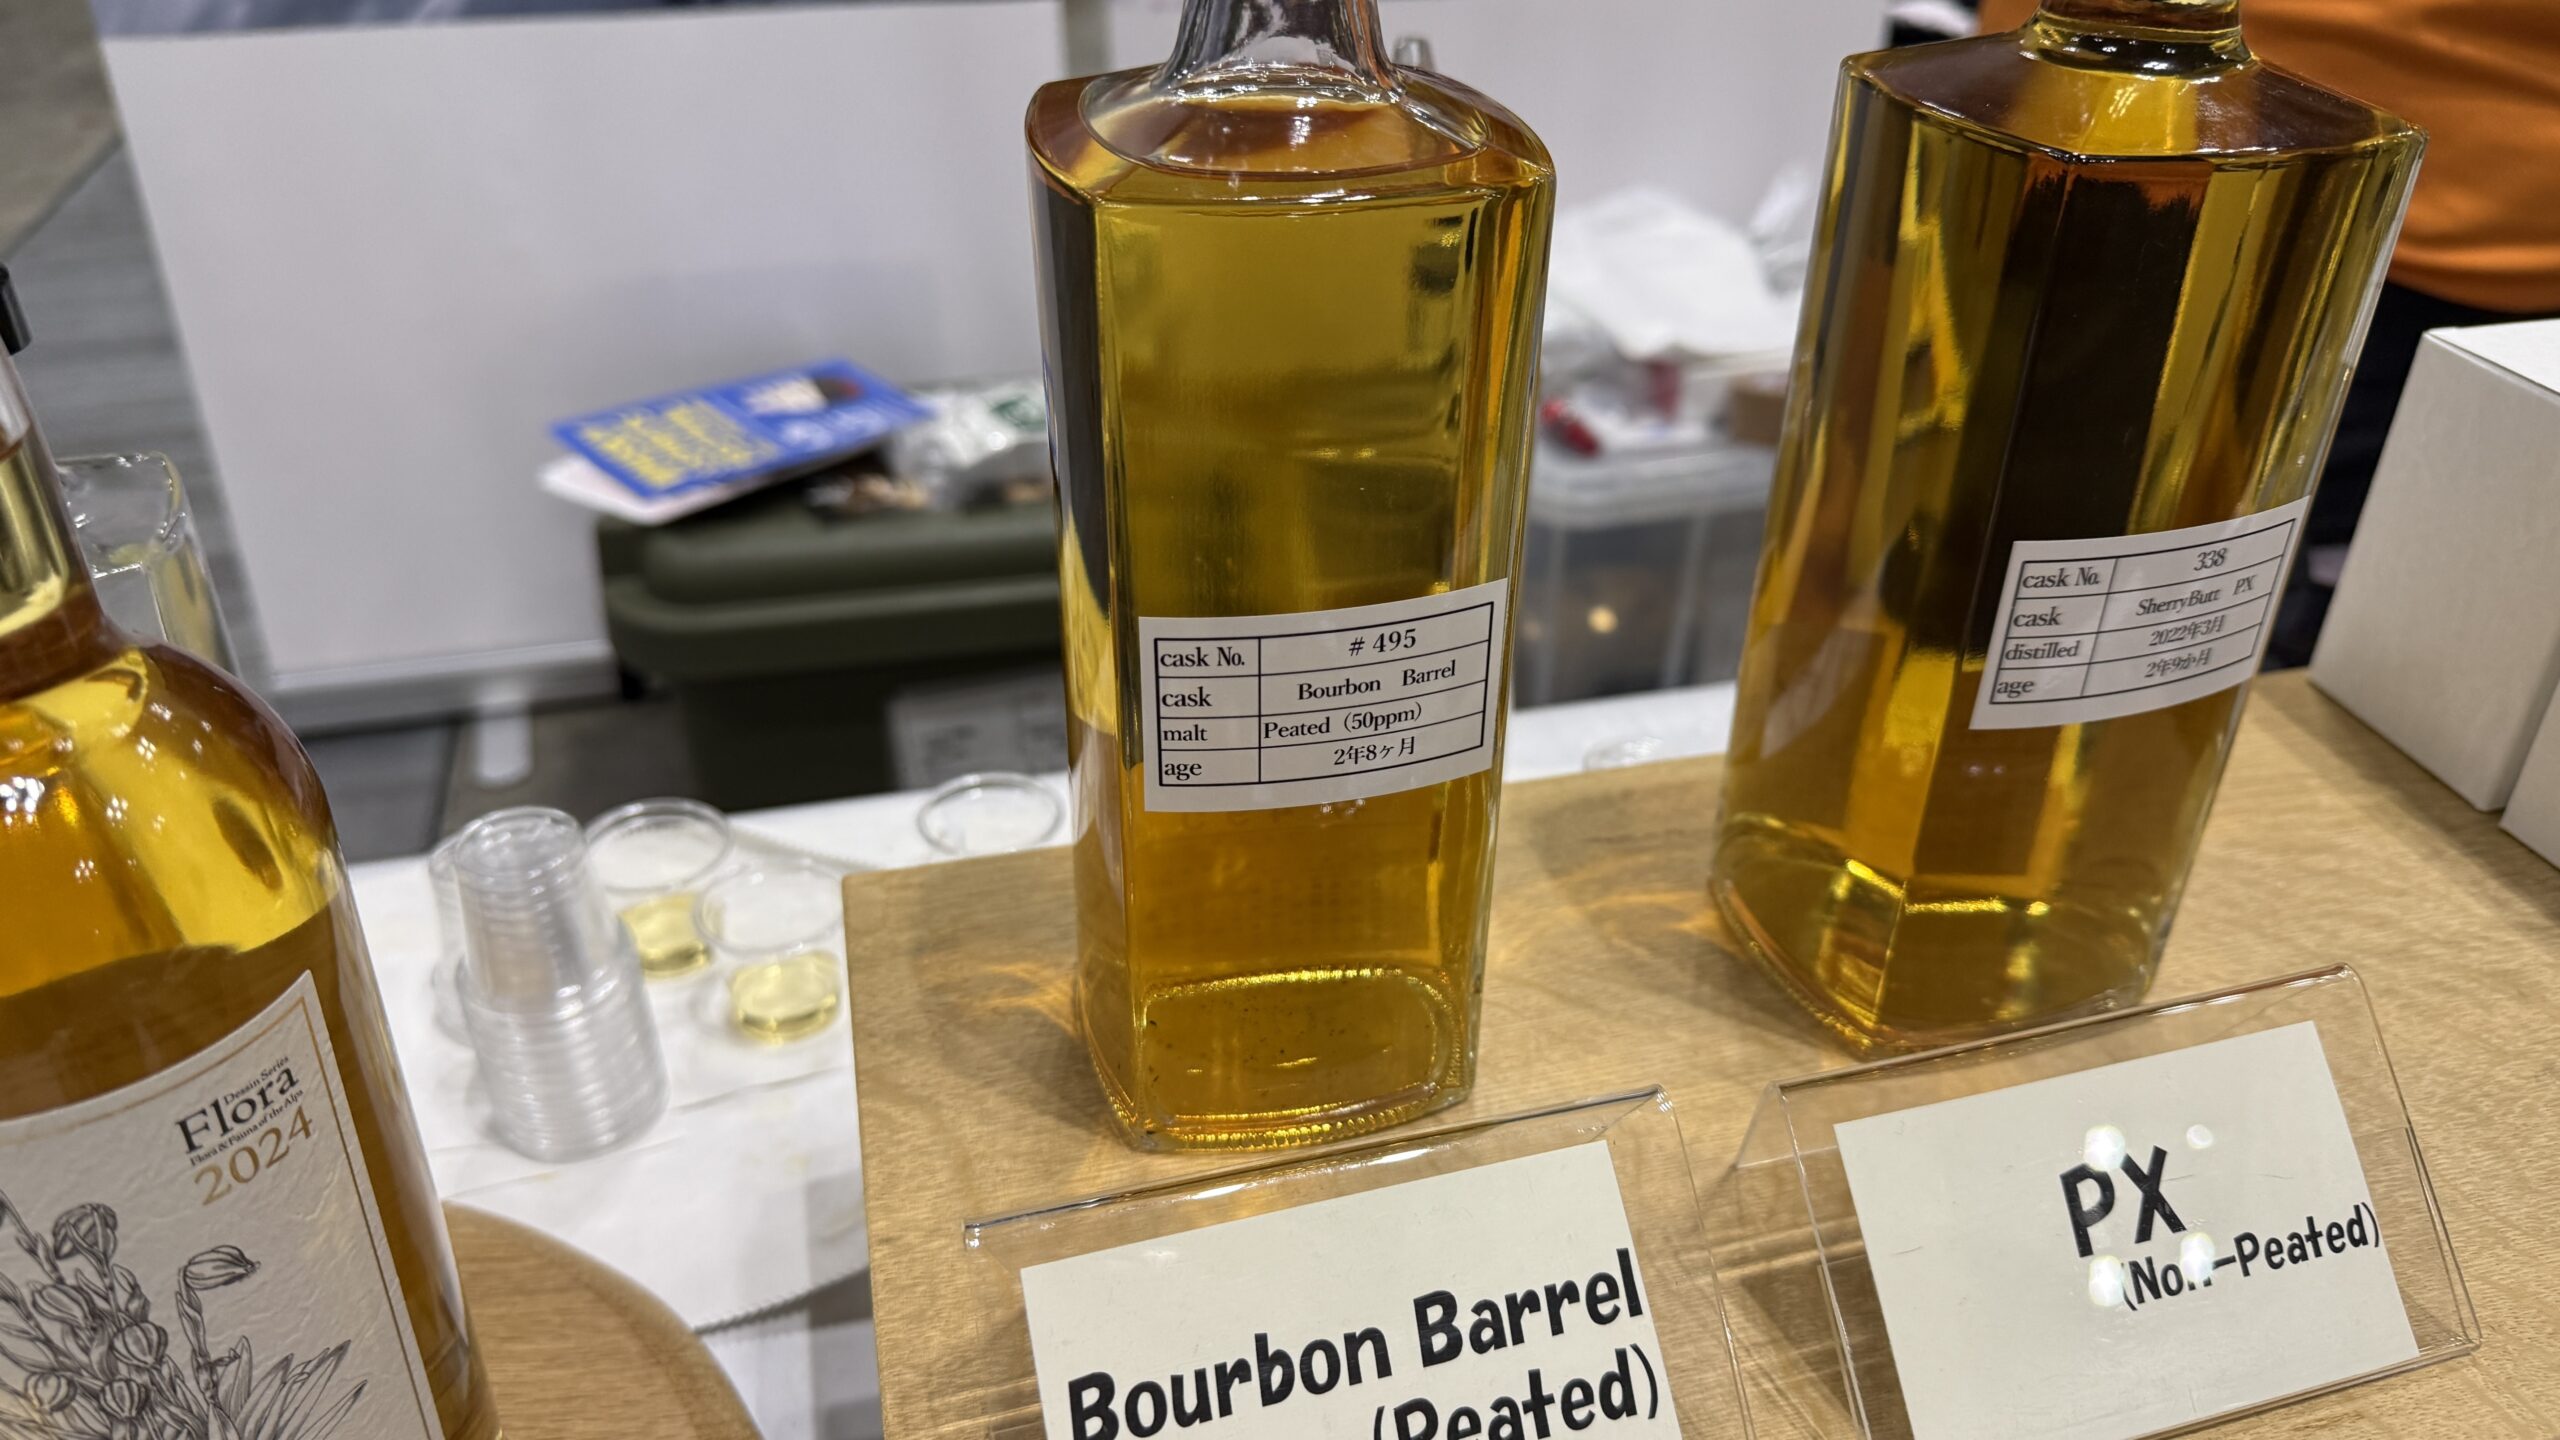 cask No. #495
cask Bourbon Barrel
malt Peated (50ppm)
age 2年8ヶ月
cask No. 338
cask SherryButt PX
distilled 2022年3月
age 2年9か月
Dessin Series
Flora
Flora & Fauna of the Alps
2024
Bourbon Barrel
(Peated)
PX
(Non-Peated)